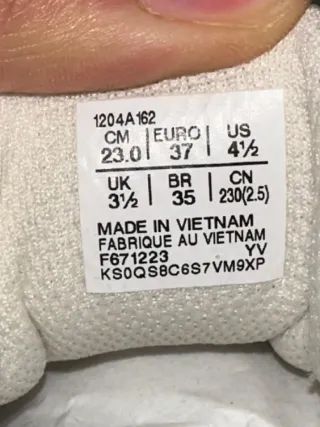 1204A162
CM | EURO | US
23.0 | 37 | 4½
UK | BR | CN
3½ | 35 | 230(2.5)
MADE IN VIETNAM
FABRIQUE AU VIETNAM
F671223 YV
KS0QS8C6S7VM9XP